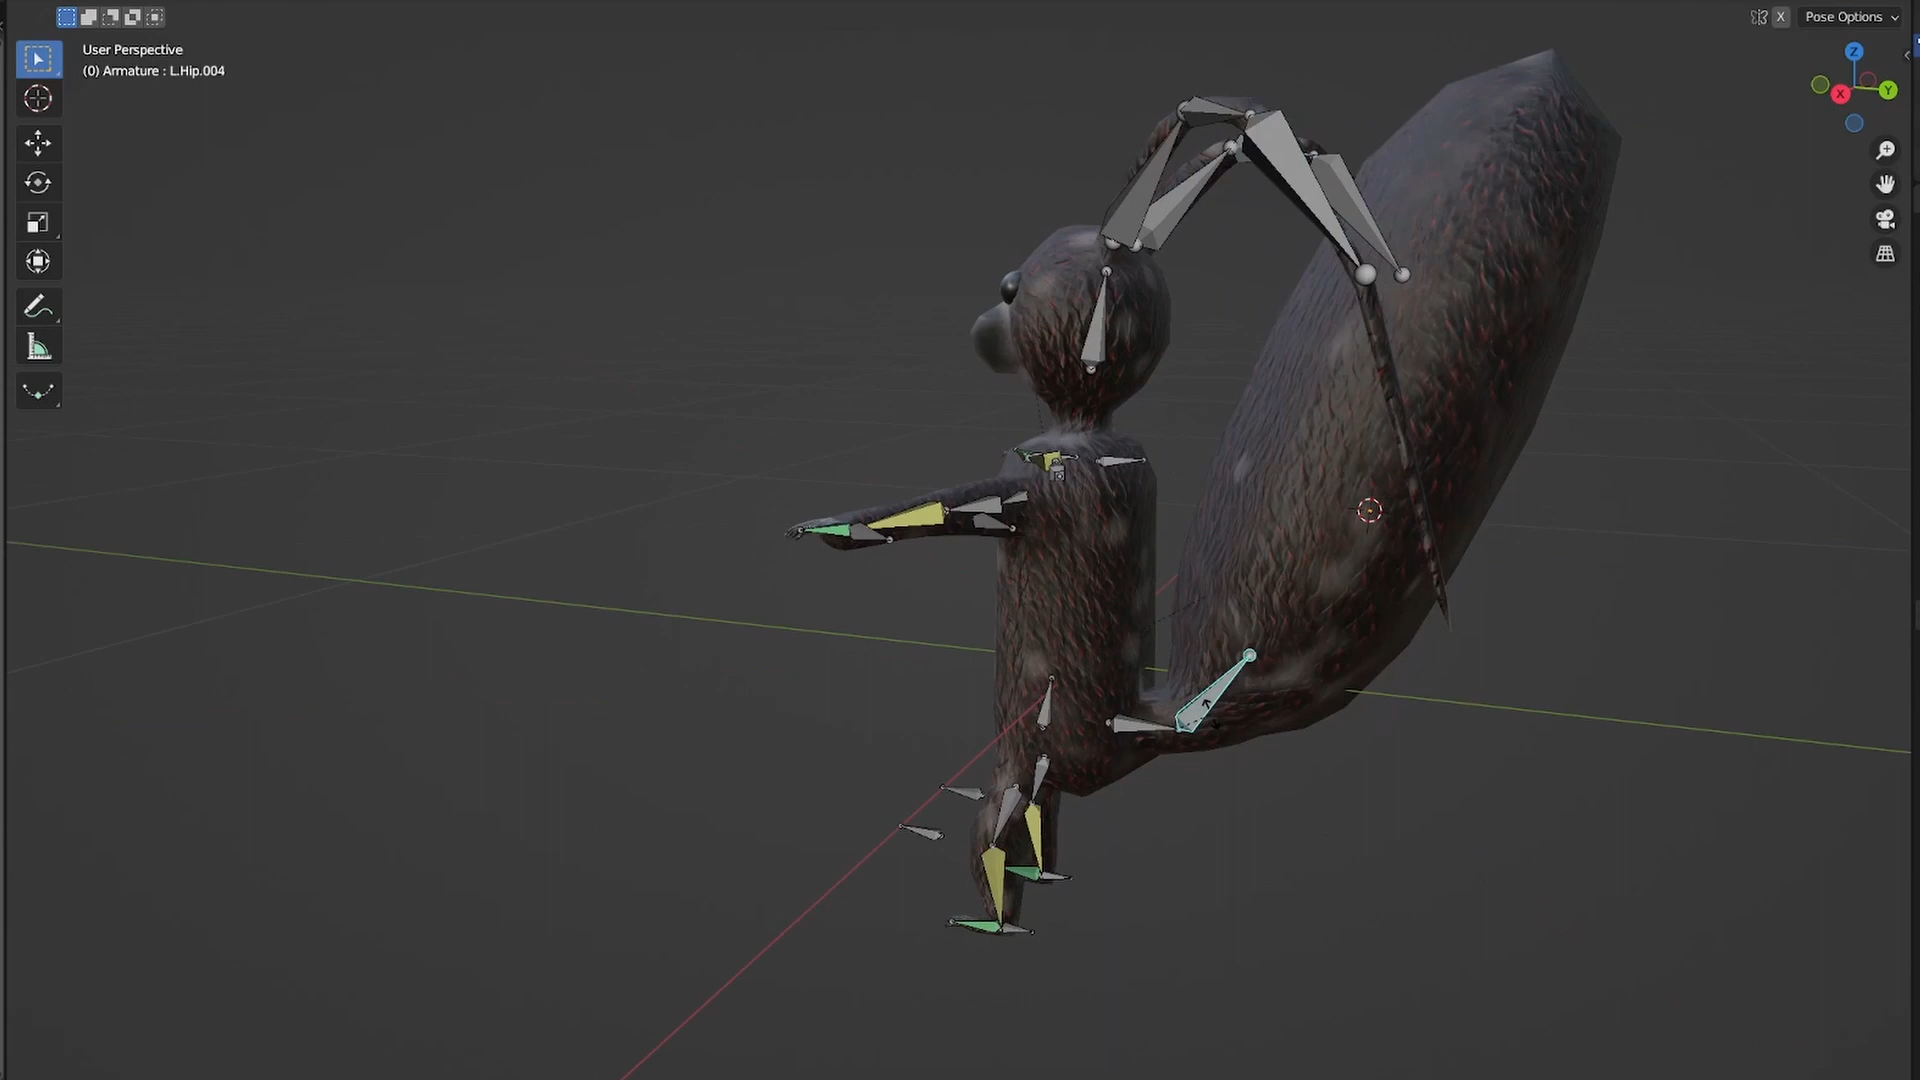 X
Pose Options
User Perspective
(0) Armature : L.Hip.004
Z
X
Y